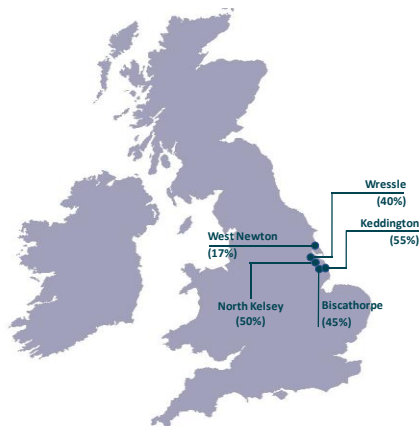 Wressle
(40%)
Keddington
(55%)
West Newton
(17%)
North Kelsey
(50%)
Biscathorpe
(45%)